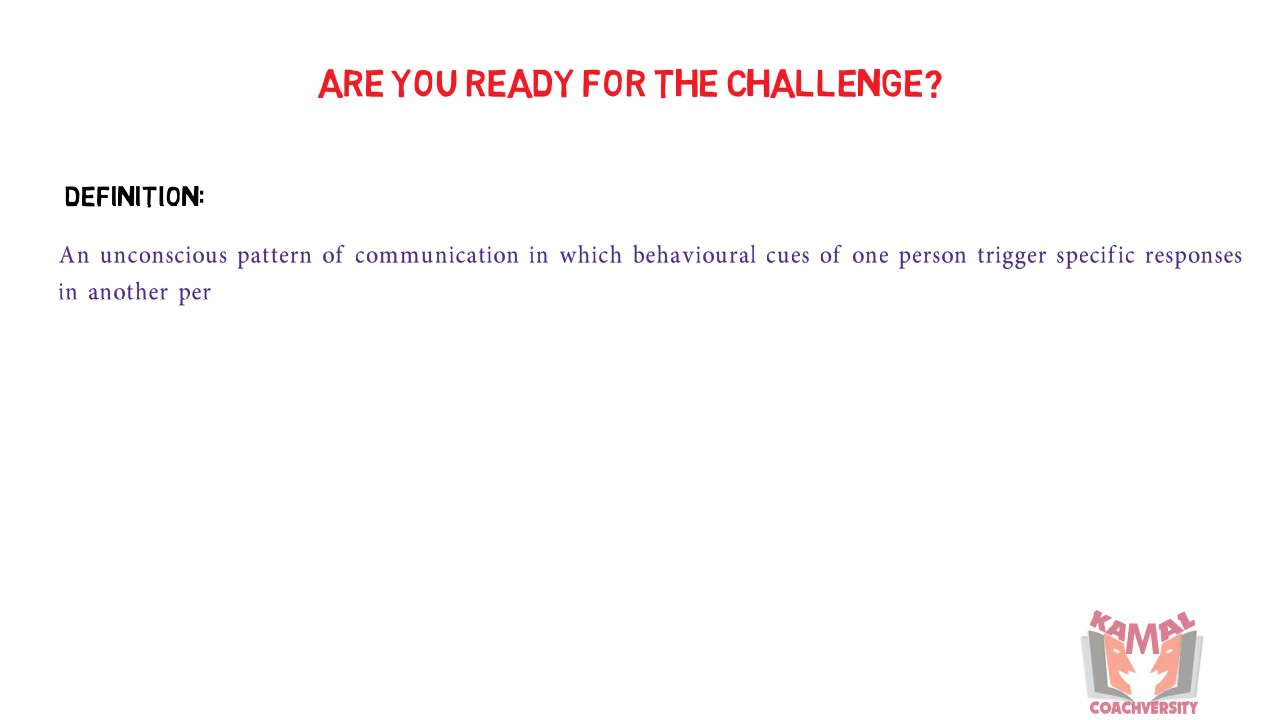 ARE YOU READY FOR THE CHALLENGE?
DEFINITION:
An unconscious pattern of communication in which behavioural cues of one person trigger specific responses
in another per
KAMAL
COACHVERSITY